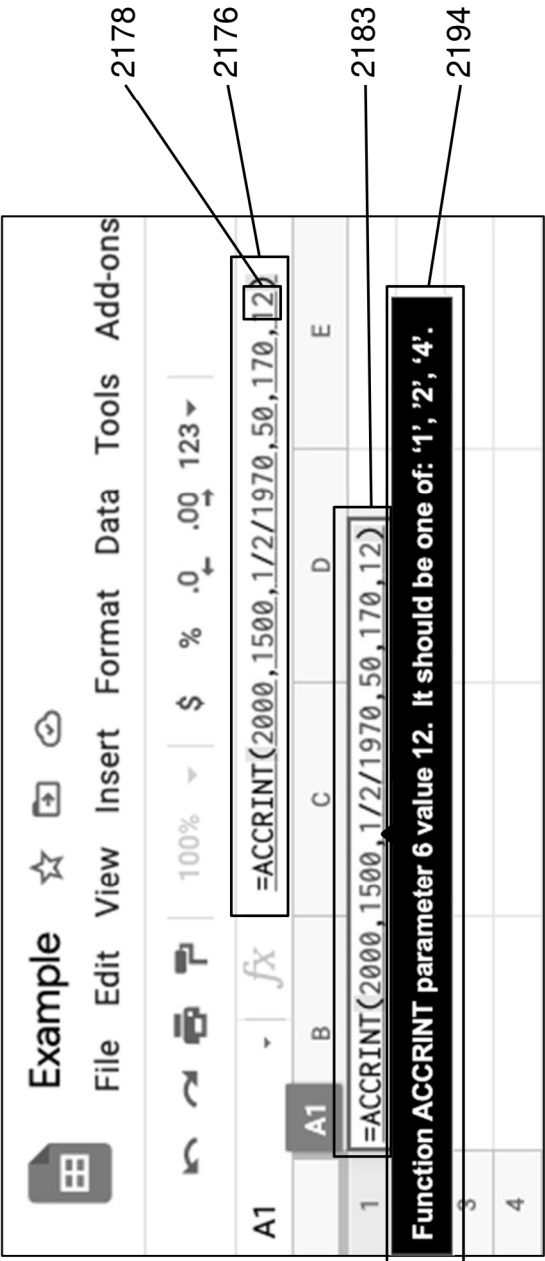 Example
File Edit View Insert Format Data Tools Add-ons
100% $ % .0 .00 123
A1 fx =ACCRINT(2000,1500,1/2/1970,50,170,12)
A1 B C D E
1 =ACCRINT(2000,1500,1/2/1970,50,170,12)
Function ACCRINT parameter 6 value 12. It should be one of: ‘1’, ’2’, ‘4’.
3
4
2178
2176
2183
2194